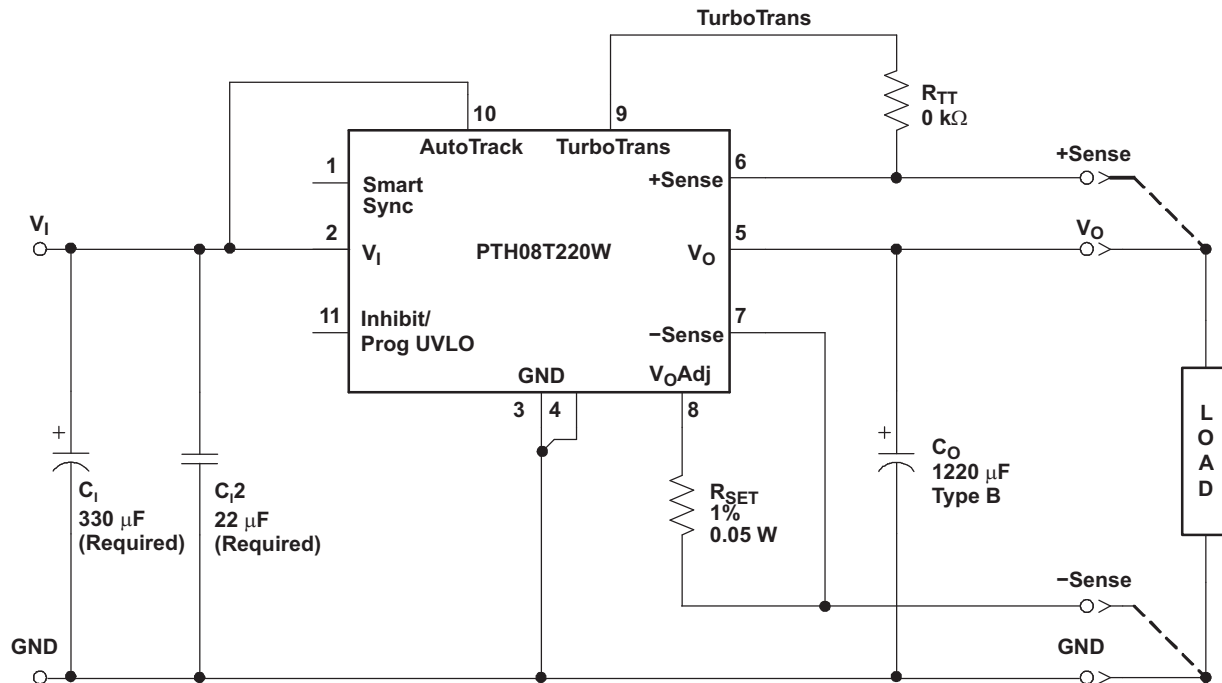 TurboTrans
R_TT
0 kΩ
10
9
AutoTrack
TurboTrans
1
Smart
Sync
6
+Sense
+Sense
V_I
2
V_I
PTH08T220W
5
V_O
V_O
11
Inhibit/
Prog UVLO
7
−Sense
GND
V_OAdj
3
4
8
+
C_I
330 μF
(Required)
C_I2
22 μF
(Required)
R_SET
1%
0.05 W
+
C_O
1220 μF
Type B
LOAD
−Sense
GND
GND